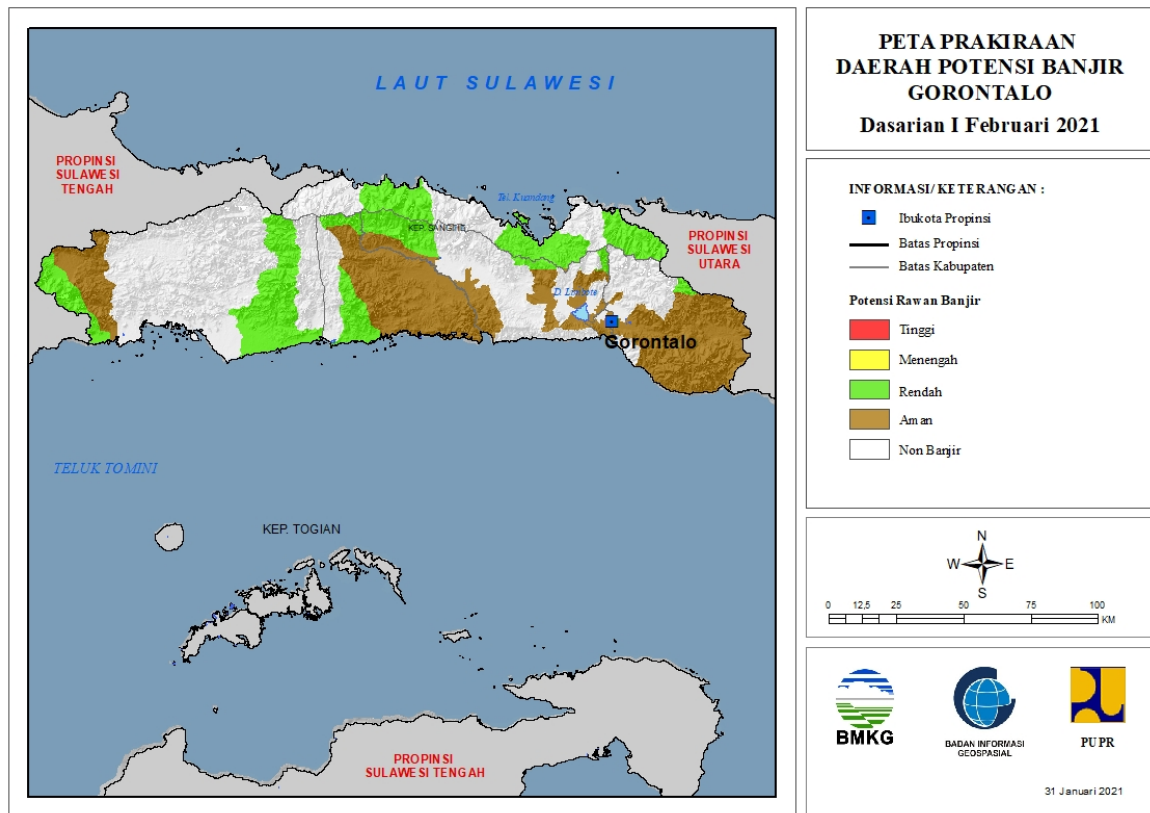 LAUT SULAWESI
PROPINSI
SULAWESI
TENGAH
Tel. Kuandang
KEP. SANGIHE
PROPINSI
SULAWESI
UTARA
D. Limboto
Gorontalo
TELUK TOMINI
KEP. TOGIAN
PROPINSI
SULAWESI TENGAH
PETA PRAKIRAAN
DAERAH POTENSI BANJIR
GORONTALO
Dasarian I Februari 2021
INFORMASI/ KETERANGAN :
Ibukota Propinsi
Batas Propinsi
Batas Kabupaten
Potensi Rawan Banjir
Tinggi
Menengah
Rendah
Aman
Non Banjir
N
W E
S
0 12,5 25 50 75 100
KM
BMKG
BADAN INFORMASI
GEOSPASIAL
PUPR
31 Januari 2021